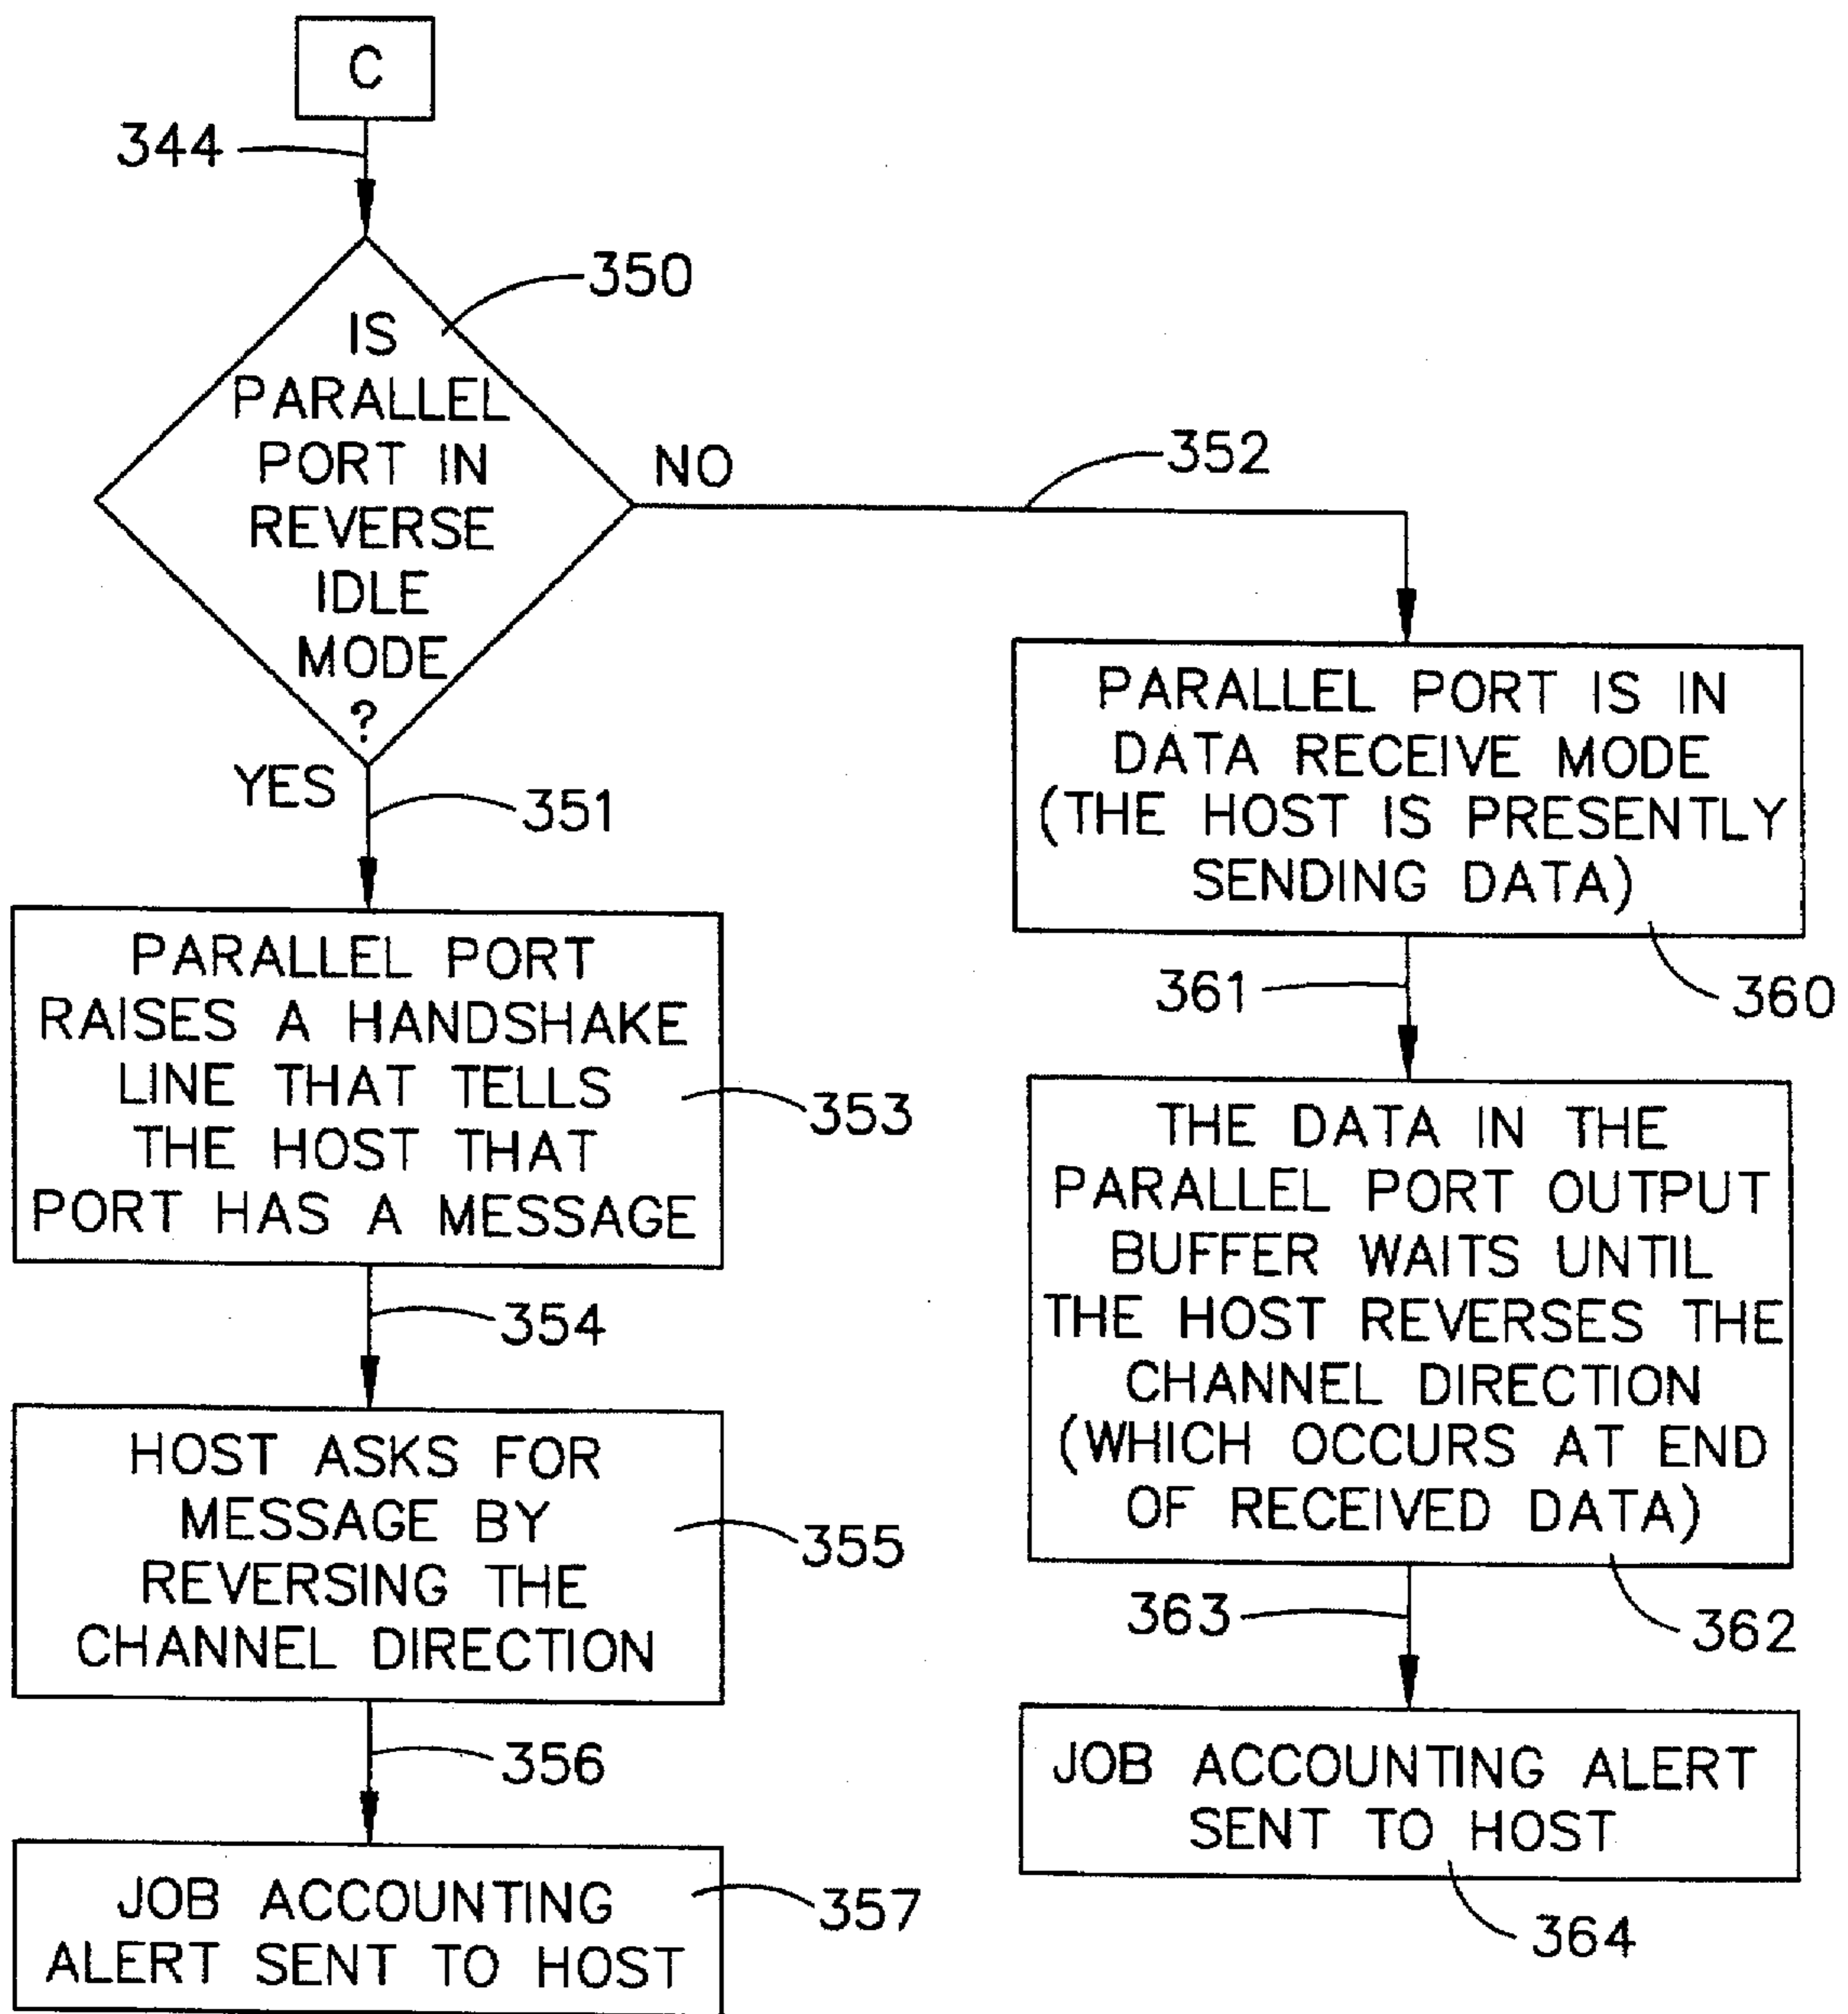 C
344
350
IS
PARALLEL
PORT IN
REVERSE
IDLE
MODE
?
NO
352
YES
351
PARALLEL PORT
RAISES A HANDSHAKE
LINE THAT TELLS
THE HOST THAT
PORT HAS A MESSAGE
353
354
HOST ASKS FOR
MESSAGE BY
REVERSING THE
CHANNEL DIRECTION
355
356
JOB ACCOUNTING
ALERT SENT TO HOST
357
PARALLEL PORT IS IN
DATA RECEIVE MODE
(THE HOST IS PRESENTLY
SENDING DATA)
360
361
THE DATA IN THE
PARALLEL PORT OUTPUT
BUFFER WAITS UNTIL
THE HOST REVERSES THE
CHANNEL DIRECTION
(WHICH OCCURS AT END
OF RECEIVED DATA)
362
363
JOB ACCOUNTING ALERT
SENT TO HOST
364